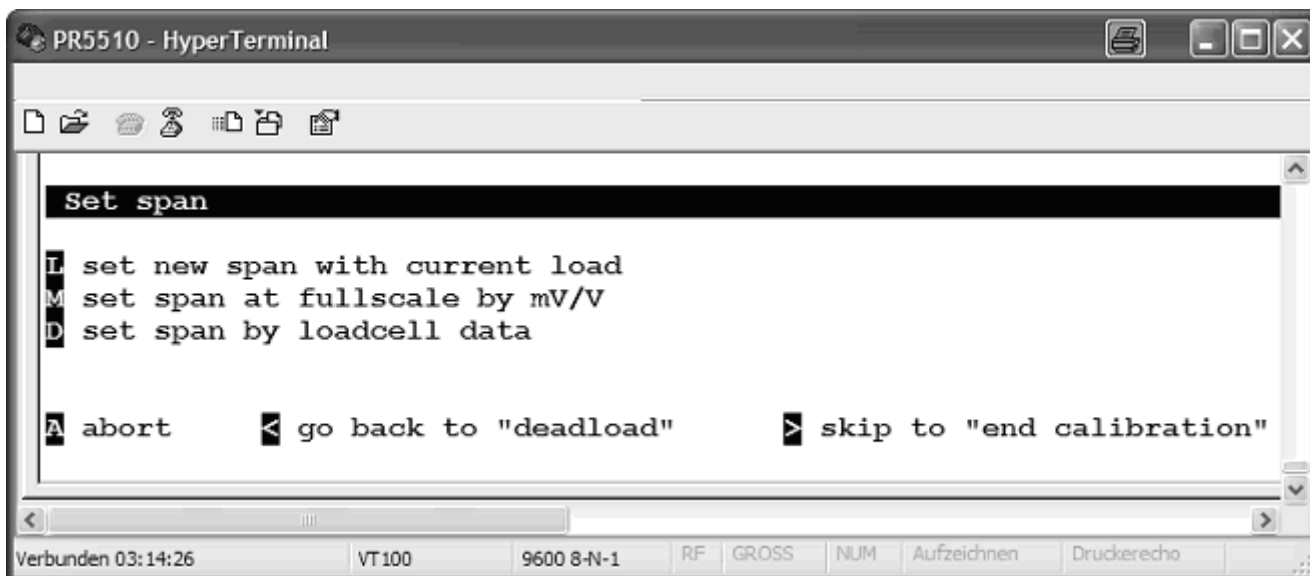 PR5510 - HyperTerminal
Set span
L set new span with current load
M set span at fullscale by mV/V
D set span by loadcell data
A abort < go back to "deadload" > skip to "end calibration"
Verbunden 03:14:26 VT100 9600 8-N-1 RF GROSS NUM Aufzeichnen Druckerecho